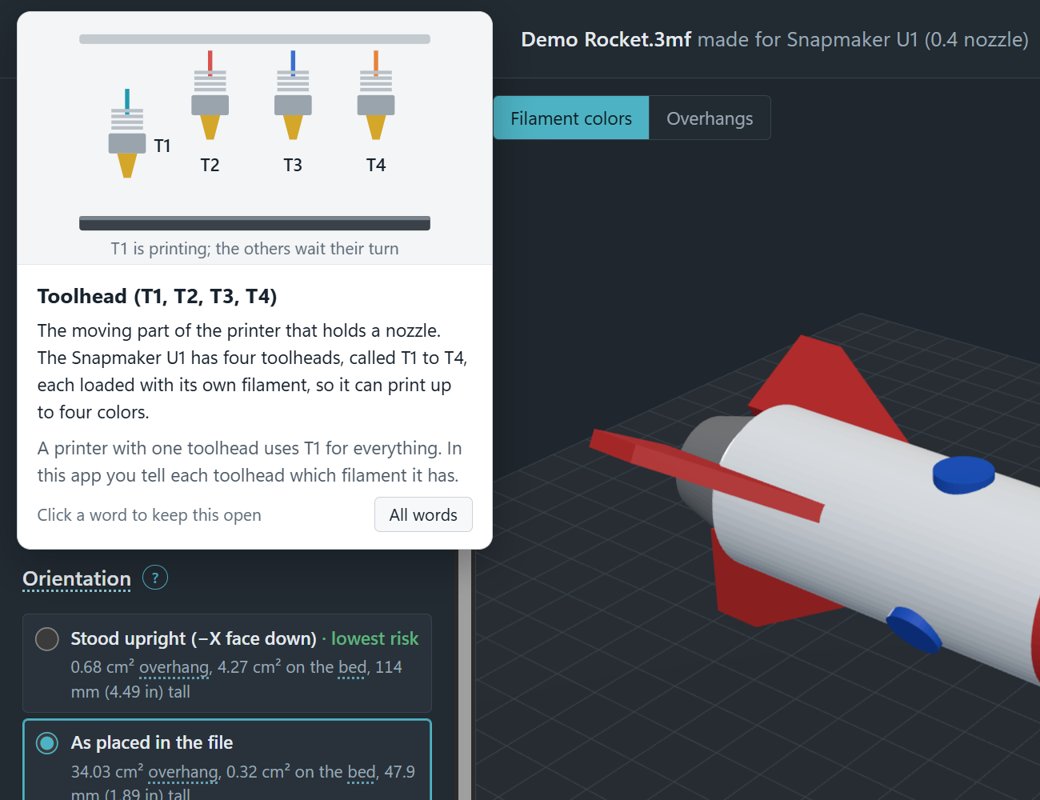 T1
T2
T3
T4
T1 is printing; the others wait their turn
Toolhead (T1, T2, T3, T4)
The moving part of the printer that holds a nozzle.
The Snapmaker U1 has four toolheads, called T1 to T4,
each loaded with its own filament, so it can print up
to four colors.
A printer with one toolhead uses T1 for everything. In
this app you tell each toolhead which filament it has.
Click a word to keep this open
All words
Demo Rocket.3mf made for Snapmaker U1 (0.4 nozzle)
Filament colors
Overhangs
Orientation ?
Stood upright (−X face down) · lowest risk
0.68 cm² overhang, 4.27 cm² on the bed, 114
mm (4.49 in) tall
As placed in the file
34.03 cm² overhang, 0.32 cm² on the bed, 47.9
mm (1.89 in) tall